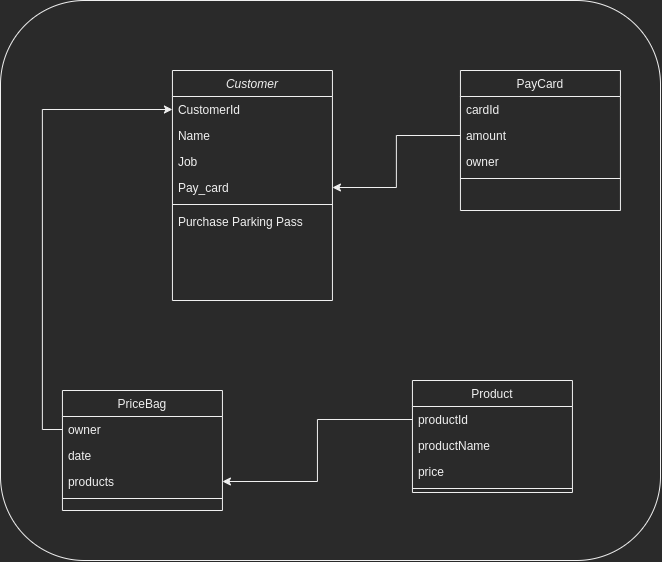 Customer
CustomerId
Name
Job
Pay_card
Purchase Parking Pass
PayCard
cardId
amount
owner
PriceBag
owner
date
products
Product
productId
productName
price